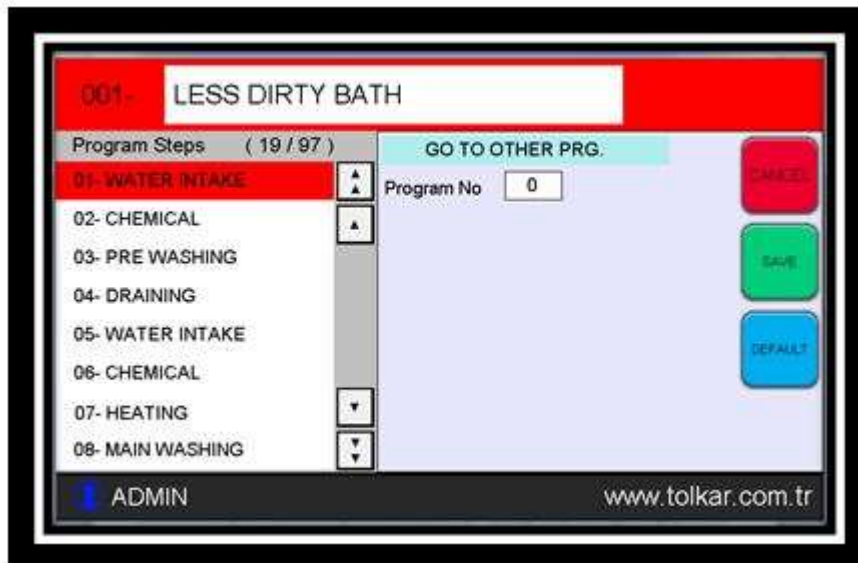 001- LESS DIRTY BATH
Program Steps ( 19 / 97 )
01- WATER INTAKE
02- CHEMICAL
03- PRE WASHING
04- DRAINING
05- WATER INTAKE
06- CHEMICAL
07- HEATING
08- MAIN WASHING
GO TO OTHER PRG.
Program No 0
CANCEL
SAVE
DEFAULT
ADMIN
www.tolkar.com.tr